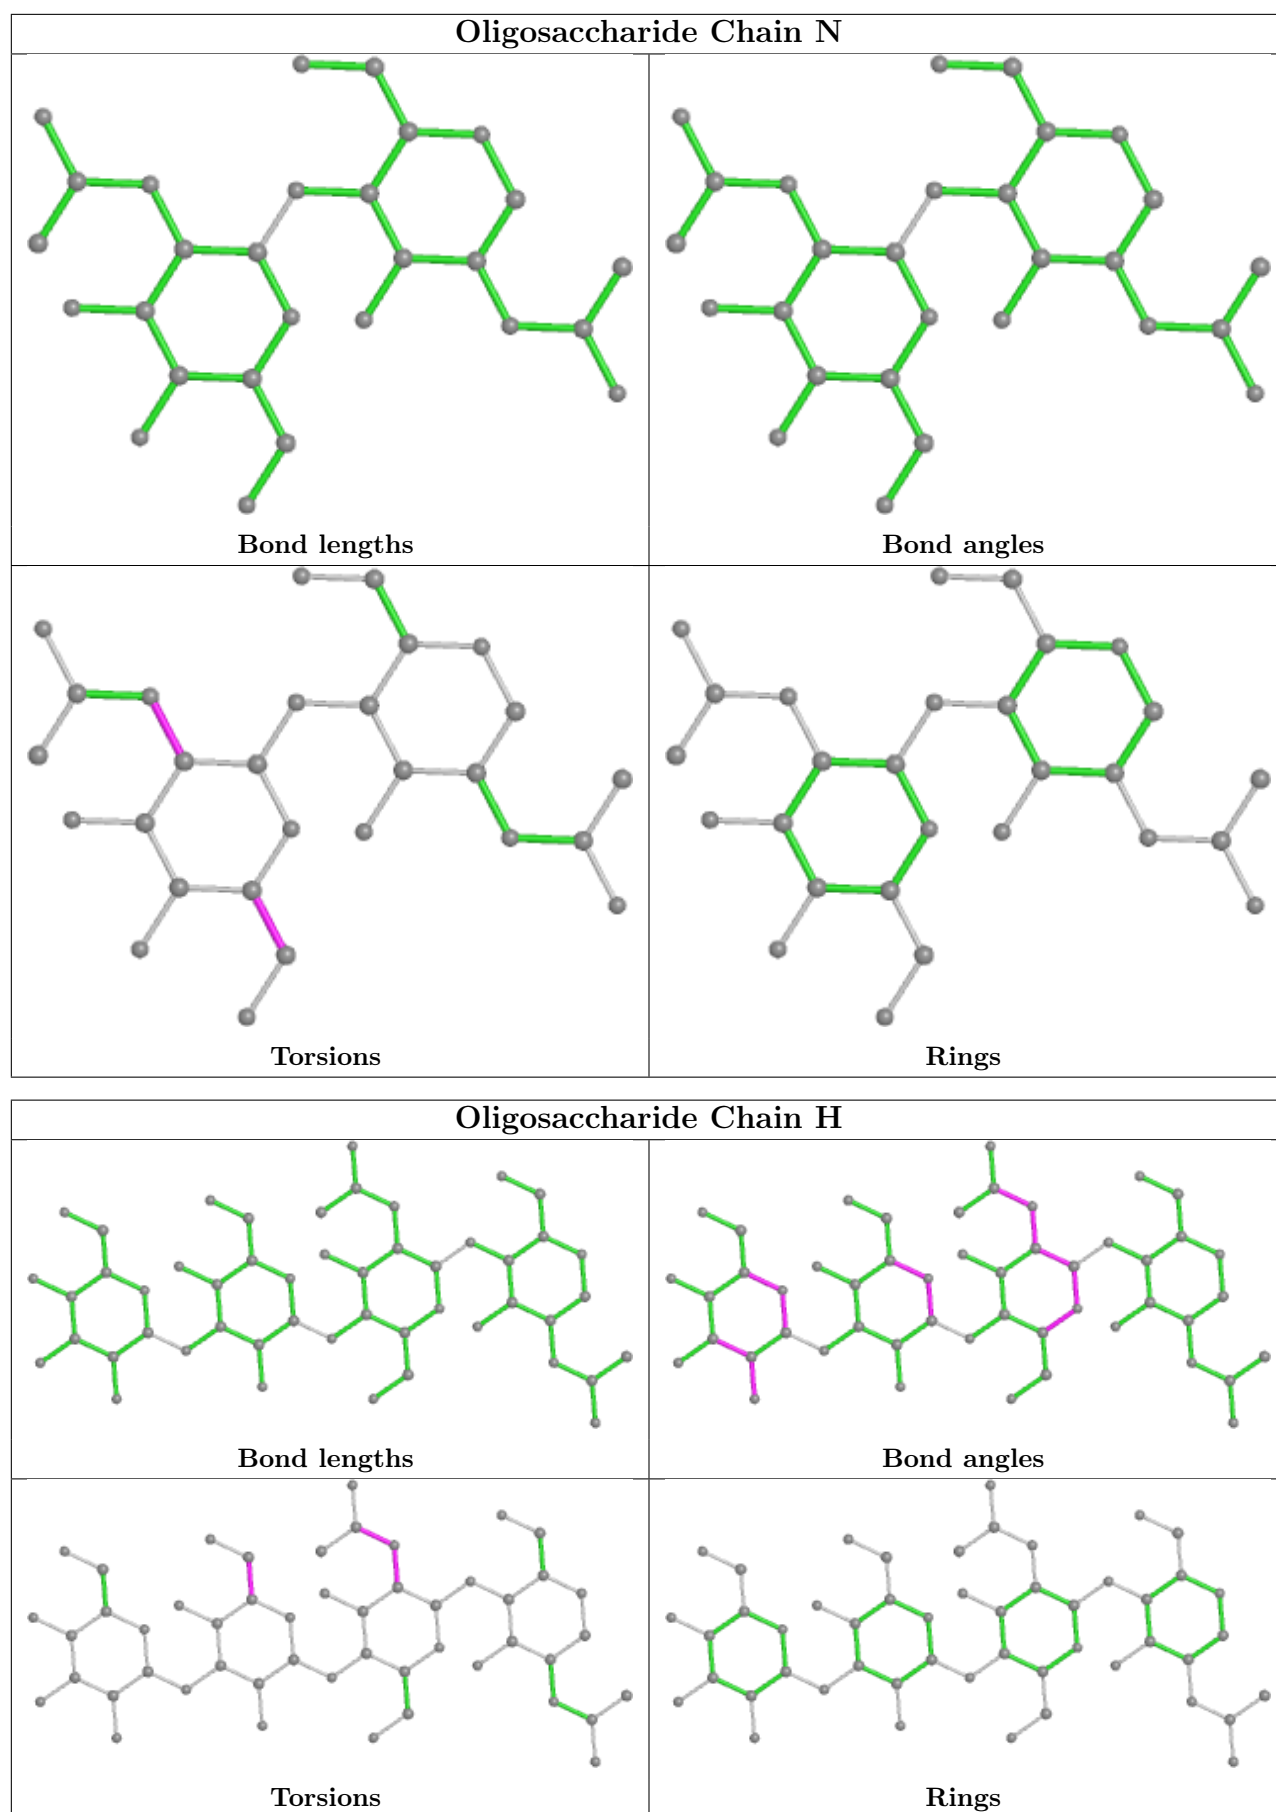 Oligosaccharide Chain N
Bond lengths
Bond angles
Torsions
Rings
Oligosaccharide Chain H
Bond lengths
Bond angles
Torsions
Rings